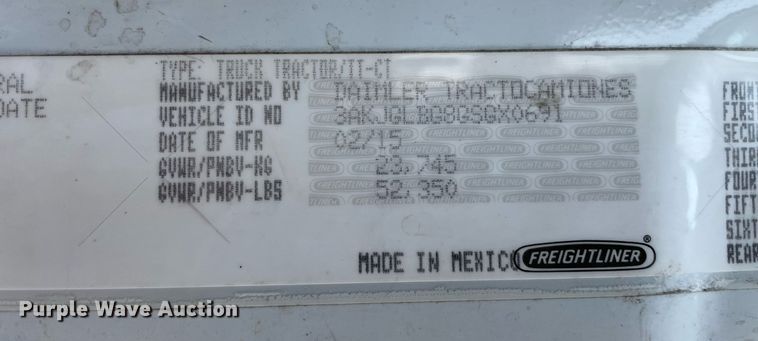 TYPE: TRUCK TRACTOR/TT-CT
RAL
DATE
MANUFACTURED BY DAIMLER TRACTOCAMIONES
VEHICLE ID NO 3AKJGLBG8GSGX0691
DATE OF MFR 02/15
GVWR/PNBV-KG 23,745
GVWR/PNBV-LBS 52,350
MADE IN MEXICO FREIGHTLINER®
FRON
FIRS
SECO
THIR
FOUR
FIFT
SIXT
REAR
Purple Wave Auction